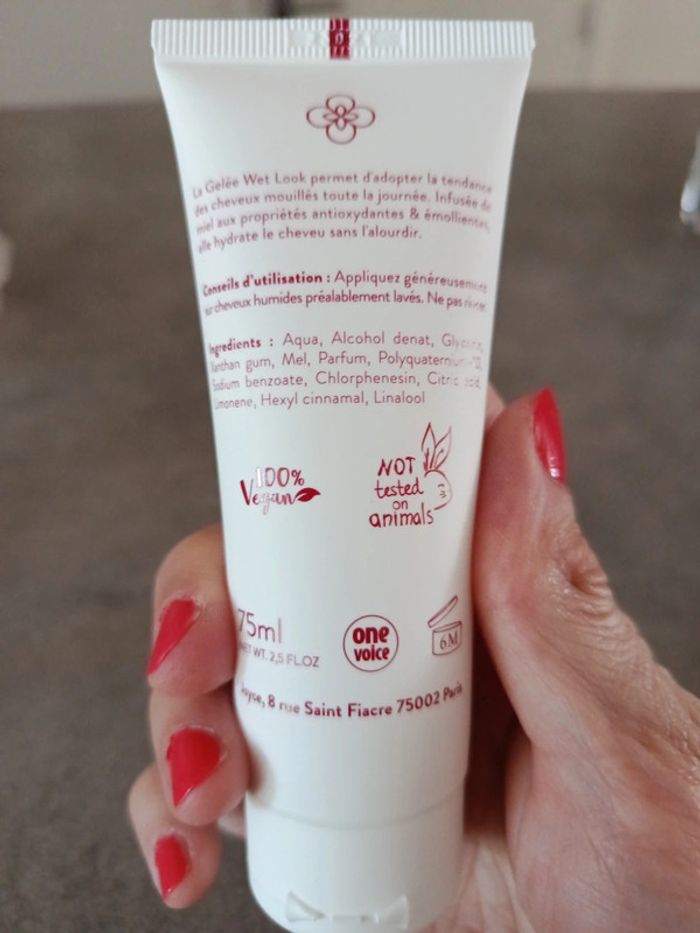 La Gelée Wet Look permet d'adopter la tendance
des cheveux mouillés toute la journée. Infusée de
miel aux propriétés antioxydantes & émollientes,
elle hydrate le cheveu sans l'alourdir.
Conseils d'utilisation : Appliquez généreusement
sur cheveux humides préalablement lavés. Ne pas rincer.
Ingredients : Aqua, Alcohol denat, Glycerin,
Xanthan gum, Mel, Parfum,
Sodium benzoate, Chlorphenesin, Citric acid,
Limonene, Hexyl cinnamal, Linalool
100%
Vegan
NOT
tested
on
animals
75ml
NET WT. 2,5 FL.OZ
one
voice
6M
Joyce, 8 rue Saint Fiacre 75002 Paris